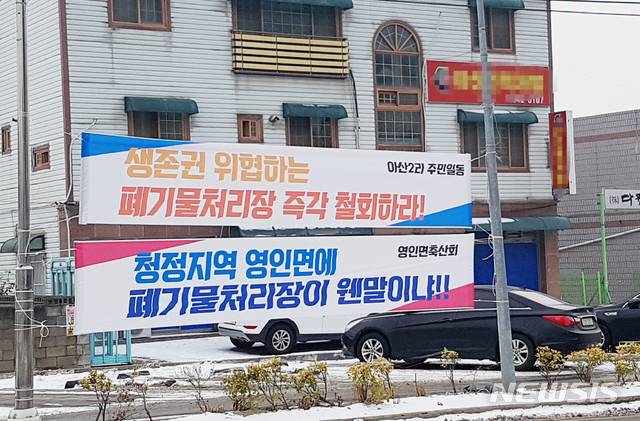 생존권 위협하는
아산2리 주민일동
폐기물처리장 즉각 철회하라!
청정지역 영인면에
영인면축산회
폐기물처리장이 웬말이냐!!
(취)
NEWSIS